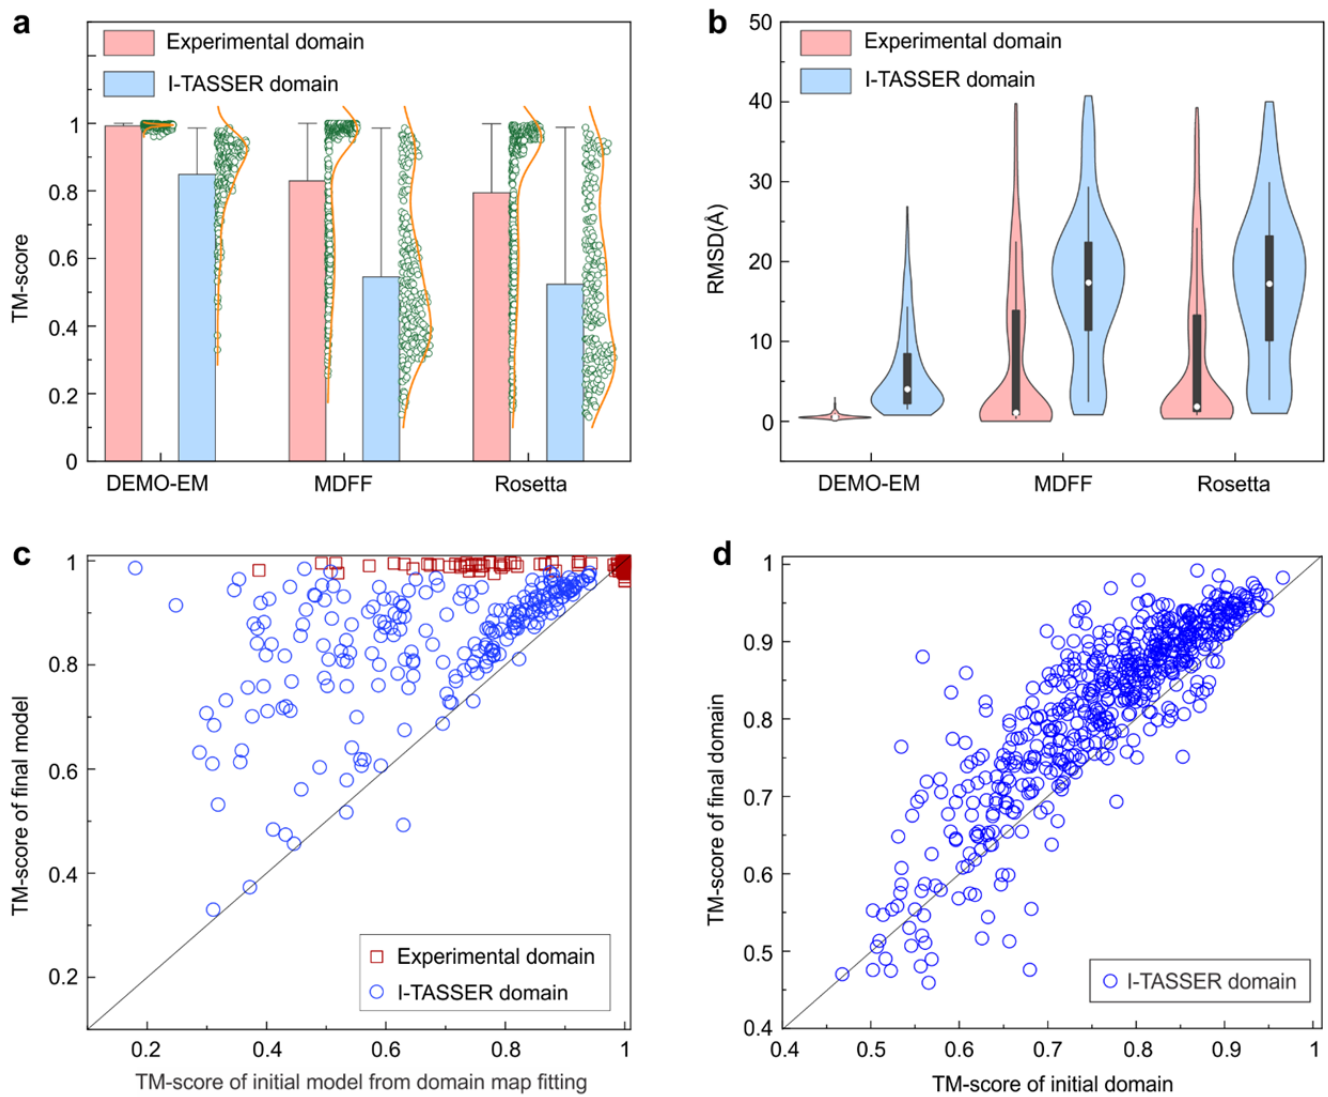 a
Experimental domain
I-TASSER domain
TM-score
1
0.8
0.6
0.4
0.2
0
DEMO-EM
MDFF
Rosetta
b
Experimental domain
I-TASSER domain
RMSD(Å)
50
40
30
20
10
0
DEMO-EM
MDFF
Rosetta
c
TM-score of final model
1
0.8
0.6
0.4
0.2
Experimental domain
I-TASSER domain
0.2
0.4
0.6
0.8
1
TM-score of initial model from domain map fitting
d
TM-score of final domain
1
0.9
0.8
0.7
0.6
0.5
0.4
I-TASSER domain
0.4
0.5
0.6
0.7
0.8
0.9
1
TM-score of initial domain